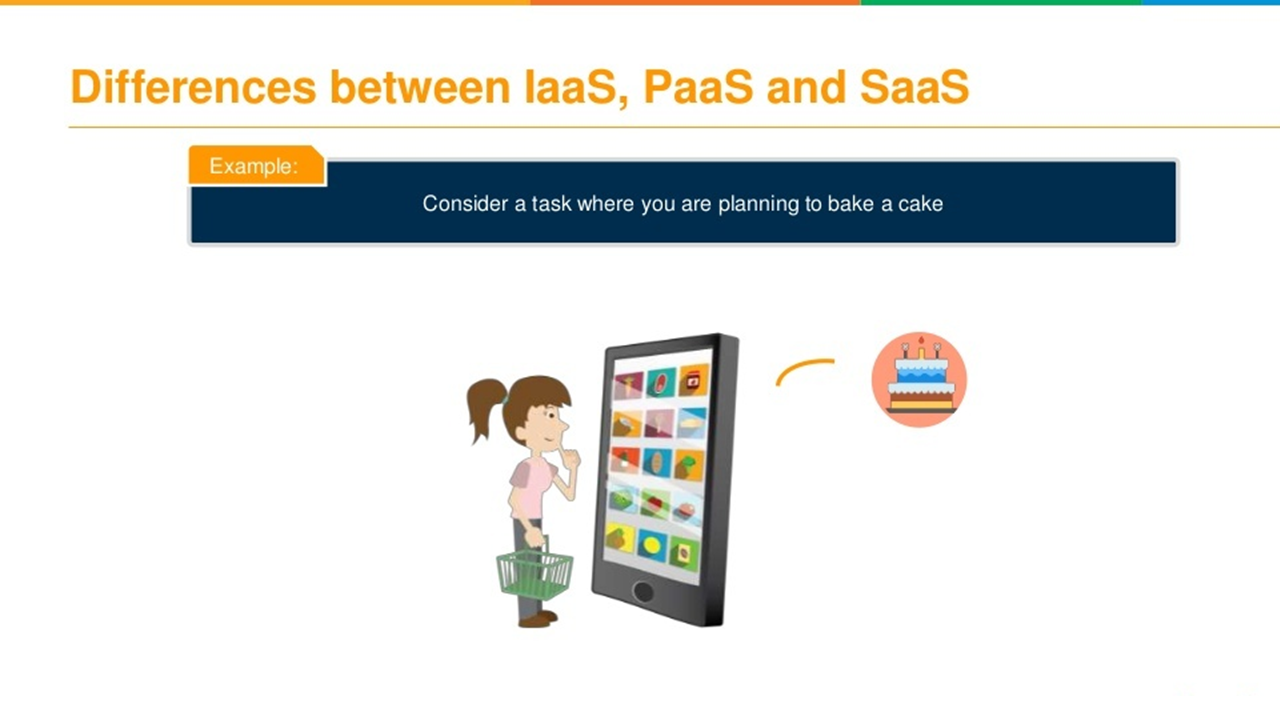 Differences between IaaS, PaaS and SaaS
Example:
Consider a task where you are planning to bake a cake